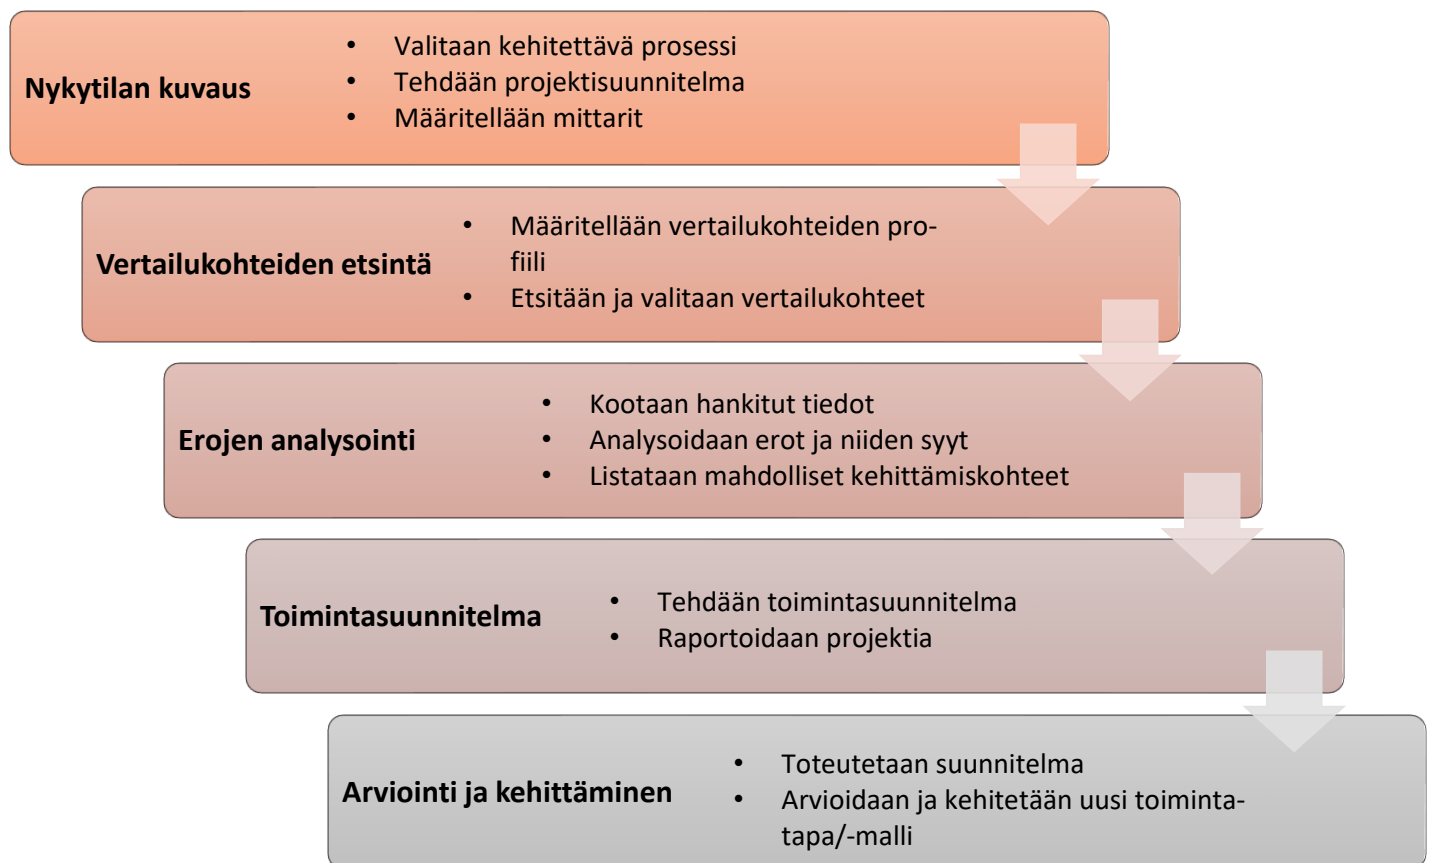 Nykytilan kuvaus
• Valitaan kehitettävä prosessi
• Tehdään projektisuunnitelma
• Määritellään mittarit
Vertailukohteiden etsintä
• Määritellään vertailukohteiden pro-
fiili
• Etsitään ja valitaan vertailukohteet
Erojen analysointi
• Kootaan hankitut tiedot
• Analysoidaan erot ja niiden syyt
• Listataan mahdolliset kehittämiskohteet
Toimintasuunnitelma
• Tehdään toimintasuunnitelma
• Raportoidaan projektia
Arviointi ja kehittäminen
• Toteutetaan suunnitelma
• Arvioidaan ja kehitetään uusi toiminta-
tapa/-malli